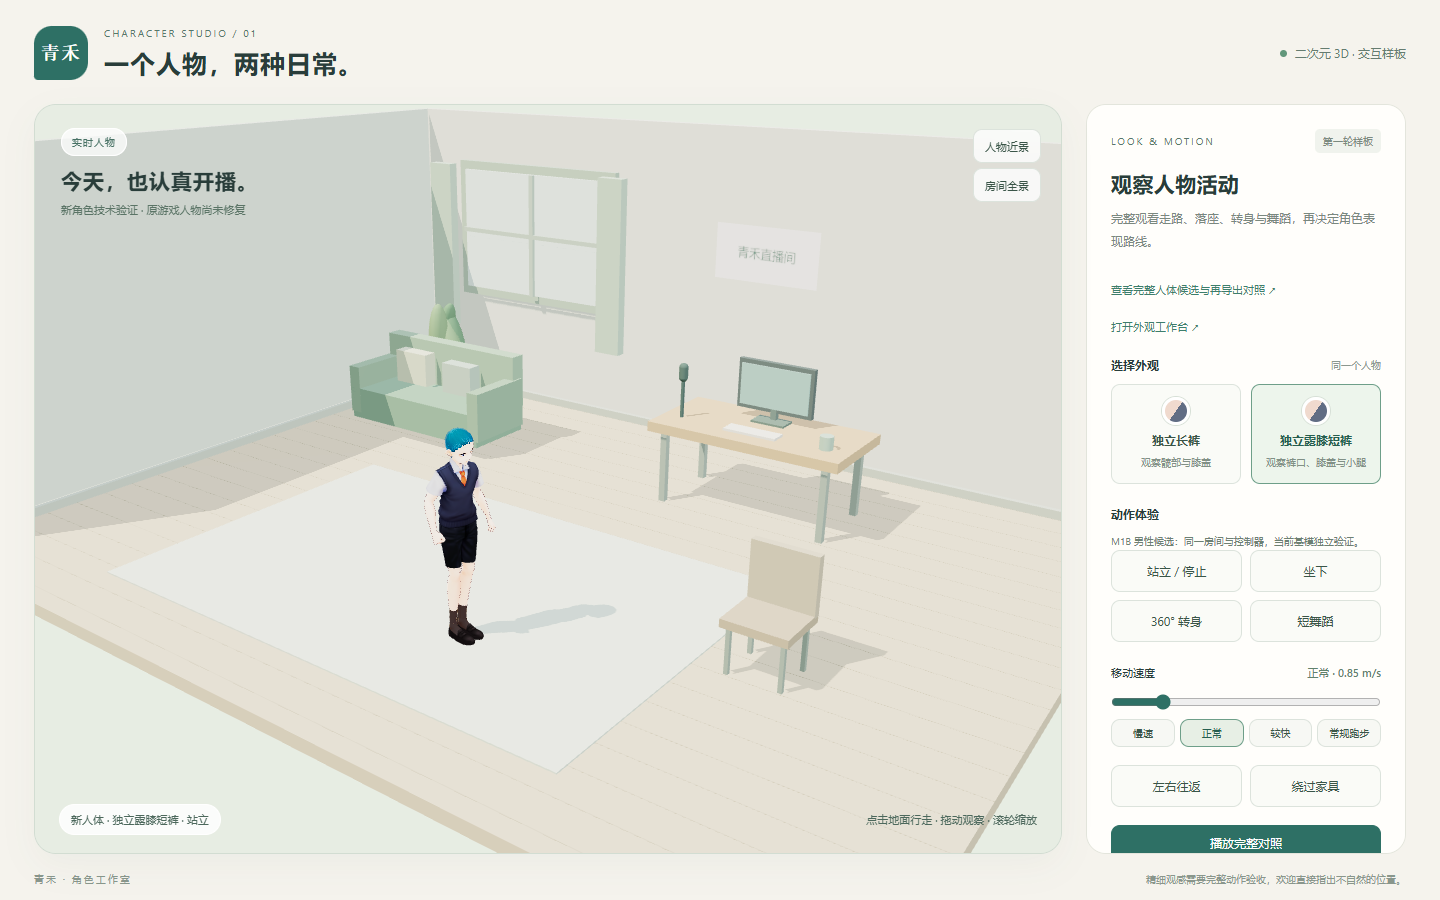 青禾
CHARACTER STUDIO / 01
一个人物，两种日常。
二次元 3D · 交互样板
实时人物
今天，也认真开播。
新角色技术验证 · 原游戏人物尚未修复
人物近景
房间全景
青禾直播间
新人体 · 独立露膝短裤 · 站立
点击地面行走 · 拖动观察 · 滚轮缩放
LOOK & MOTION
第一轮样板
观察人物活动
完整观看走路、落座、转身与舞蹈，再决定角色表
现路线。
查看完整人体候选与再导出对照 ↗
打开外观工作台 ↗
选择外观
同一个人物
独立长裤
观察髋部与膝盖
独立露膝短裤
观察裤口、膝盖与小腿
动作体验
M18 男性候选：同一房间与控制器，当前基模独立验证。
站立 / 停止
坐下
360° 转身
短舞蹈
移动速度
正常 · 0.85 m/s
慢速
正常
较快
常规跑步
左右往返
绕过家具
播放完整对照
青禾 · 角色工作室
精细观感需要完整动作验收，欢迎直接指出不自然的位置。